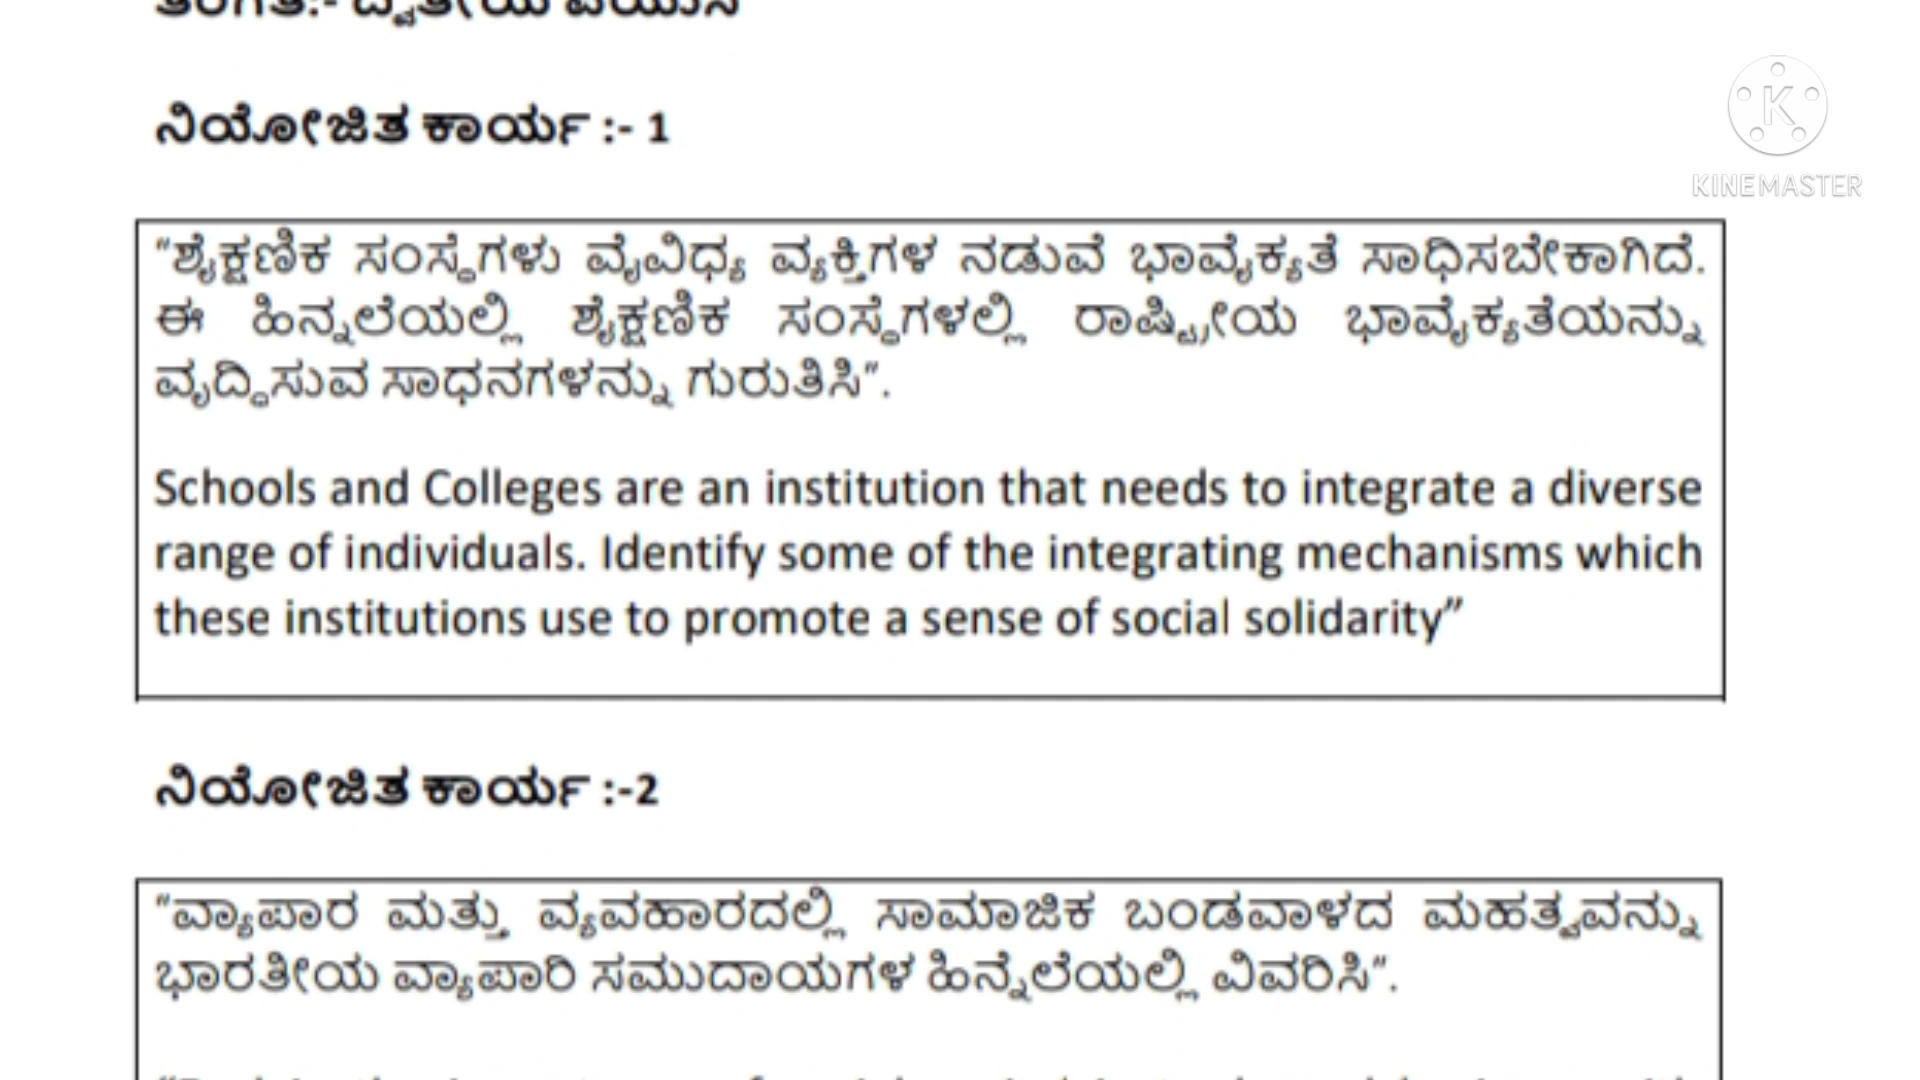 ತರಗತಿ:- ದ್ವಿತೀಯ ಪಿಯುಸಿ
ನಿಯೋಜಿತ ಕಾರ್ಯ :- 1
KINEMASTER
"ಶೈಕ್ಷಣಿಕ ಸಂಸ್ಥೆಗಳು ವೈವಿಧ್ಯ ವ್ಯಕ್ತಿಗಳ ನಡುವೆ ಭಾವೈಕ್ಯತೆ ಸಾಧಿಸಬೇಕಾಗಿದೆ.
ಈ ಹಿನ್ನಲೆಯಲ್ಲಿ ಶೈಕ್ಷಣಿಕ ಸಂಸ್ಥೆಗಳಲ್ಲಿ ರಾಷ್ಟ್ರೀಯ ಭಾವೈಕ್ಯತೆಯನ್ನು
ವೃದ್ಧಿಸುವ ಸಾಧನಗಳನ್ನು ಗುರುತಿಸಿ".
Schools and Colleges are an institution that needs to integrate a diverse
range of individuals. Identify some of the integrating mechanisms which
these institutions use to promote a sense of social solidarity”
ನಿಯೋಜಿತ ಕಾರ್ಯ :-2
"ವ್ಯಾಪಾರ ಮತ್ತು ವ್ಯವಹಾರದಲ್ಲಿ ಸಾಮಾಜಿಕ ಬಂಡವಾಳದ ಮಹತ್ವವನ್ನು
ಭಾರತೀಯ ವ್ಯಾಪಾರಿ ಸಮುದಾಯಗಳ ಹಿನ್ನೆಲೆಯಲ್ಲಿ ವಿವರಿಸಿ".